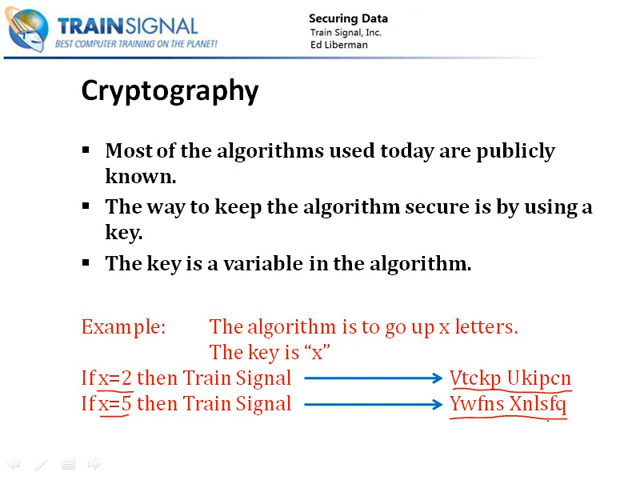 TRAINSIGNAL
BEST COMPUTER TRAINING ON THE PLANET!
Securing Data
Train Signal, Inc.
Ed Liberman
Cryptography
▪ Most of the algorithms used today are publicly
known.
▪ The way to keep the algorithm secure is by using a
key.
▪ The key is a variable in the algorithm.
Example: The algorithm is to go up x letters.
The key is “x”
If x=2 then Train Signal Vtckp Ukipcn
If x=5 then Train Signal Ywfns Xnlsfq